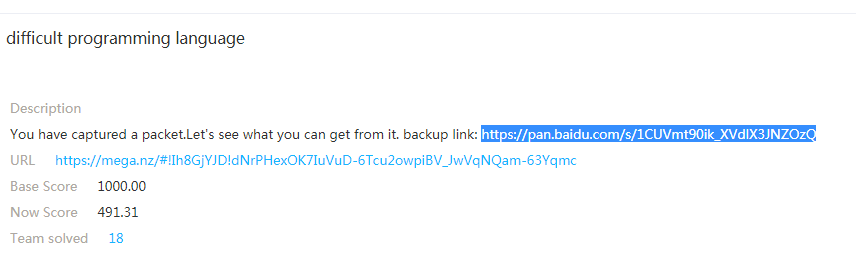 difficult programming language
Description
You have captured a packet.Let's see what you can get from it. backup link: https://pan.baidu.com/s/1CUVmt90ik_XVdlX3JNZOzQ
URL https://mega.nz/#!Ih8GjYJD!dNrPHexOK7IuVuD-6Tcu2owpiBV_JwVqNQam-63Yqmc
Base Score 1000.00
Now Score 491.31
Team solved 18